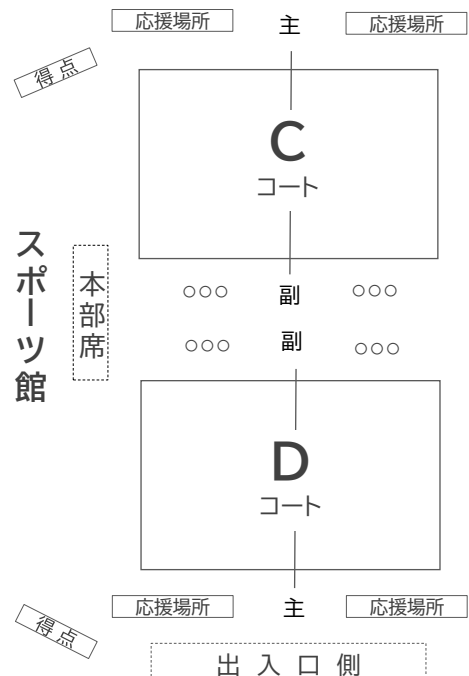 応援場所 主 応援場所
得点
C
コート
スポーツ館
本部席
○○○ 副 ○○○
○○○ 副 ○○○
D
コート
応援場所 主 応援場所
得点
出入口側